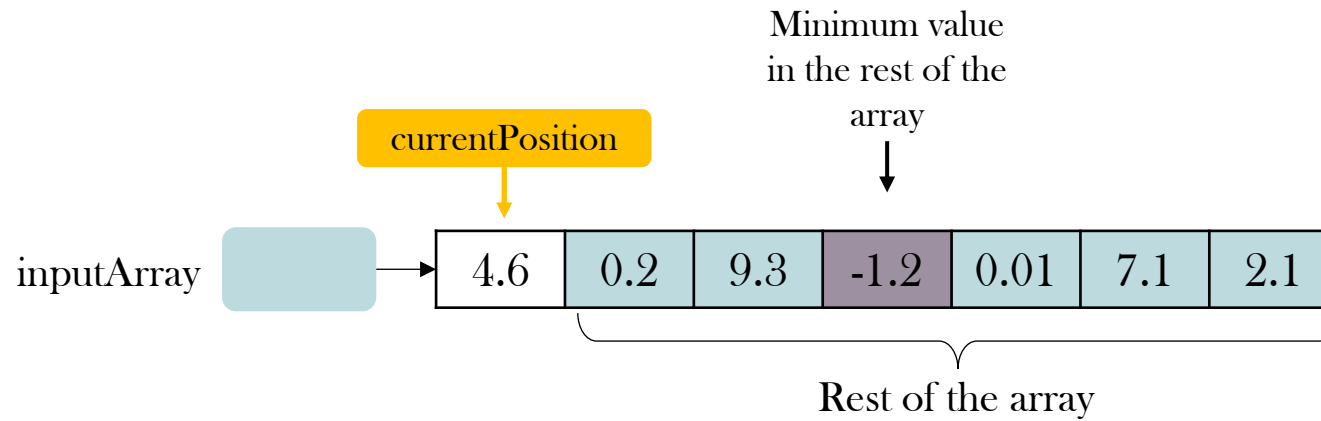 Minimum value
in the rest of the
array
currentPosition
inputArray
4.6 0.2 9.3 -1.2 0.01 7.1 2.1
Rest of the array